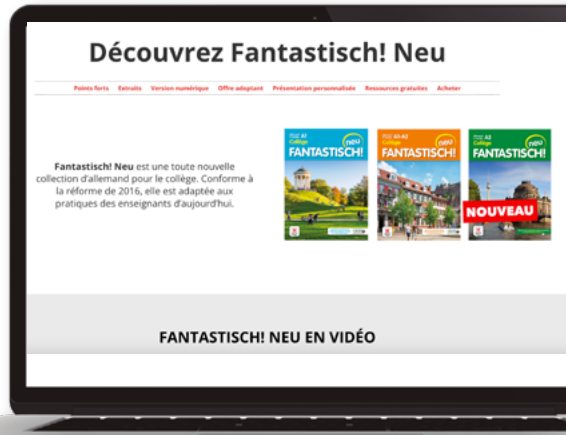 Découvrez Fantastisch! Neu
Points forts Extraits Version numérique Offre adoptant Présentation personnalisée Ressources gratuites Acheter
Fantastisch! Neu est une toute nouvelle
collection d'allemand pour le collège. Conforme à
la réforme de 2016, elle est adaptée aux
pratiques des enseignants d'aujourd'hui.
A1
Collège
neu
FANTASTISCH!
A1-A2
Collège
neu
FANTASTISCH!
A2
Collège
neu
FANTASTISCH!
NOUVEAU
FANTASTISCH! NEU EN VIDÉO